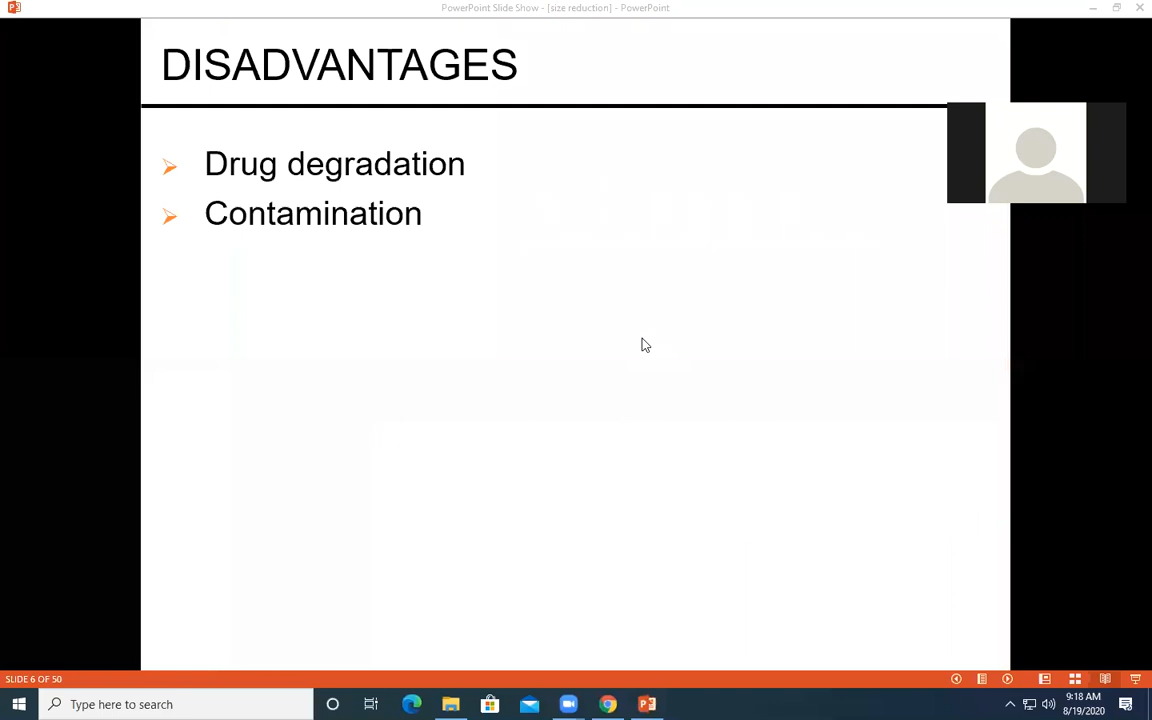 PowerPoint Slide Show - [size reduction] - PowerPoint
DISADVANTAGES
Drug degradation
Contamination
SLIDE 6 OF 50
Type here to search
9:18 AM
8/19/2020